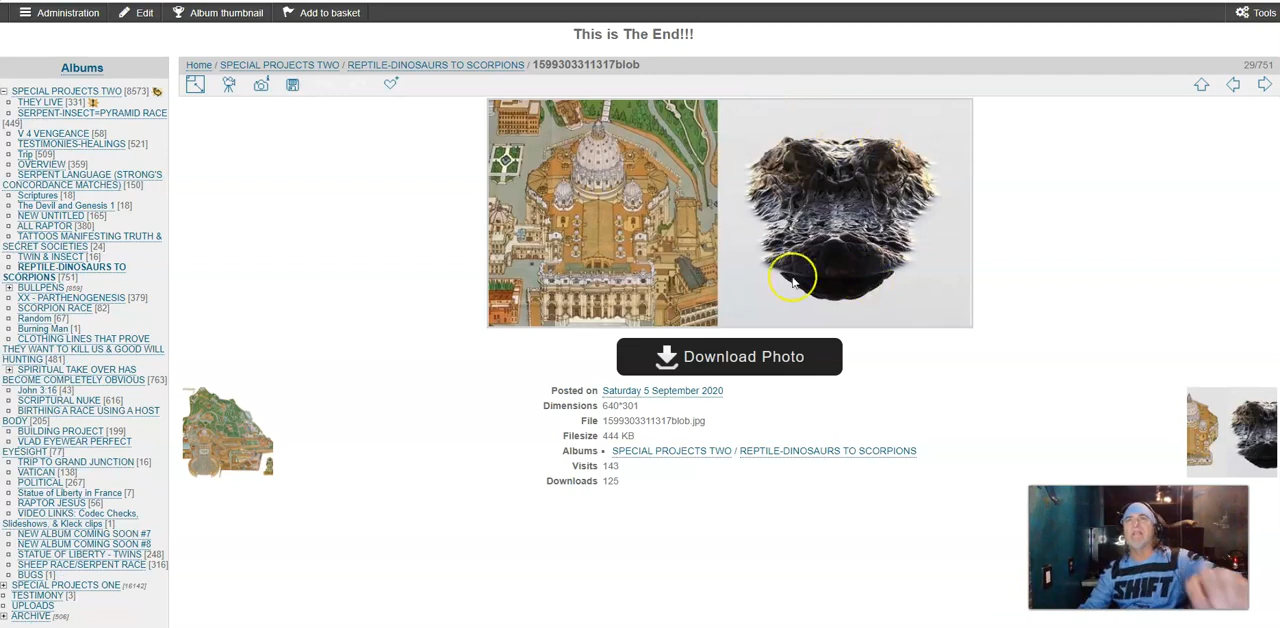 Administration Edit Album thumbnail Add to basket Tools
This is The End!!!
Albums
SPECIAL PROJECTS TWO [8573]
THEY LIVE [331]
SERPENT-INSECT=PYRAMID RACE
[449]
V 4 VENGEANCE [58]
TESTIMONIES-HEALINGS [521]
Trip [509]
OVERVIEW [359]
SERPENT LANGUAGE (STRONG'S
CONCORDANCE MATCHES) [150]
Scriptures [18]
The Devil and Genesis 1 [18]
NEW UNTITLED [165]
ALL RAPTOR [380]
TATTOOS MANIFESTING TRUTH &
SECRET SOCIETIES [24]
TWIN & INSECT [16]
REPTILE-DINOSAURS TO
SCORPIONS [751]
BULLPENS [659]
XX - PARTHENOGENESIS [379]
SCORPION RACE [82]
Random [67]
Burning Man [1]
CLOTHING LINES THAT PROVE
THEY WANT TO KILL US & GOOD WILL
HUNTING [481]
SPIRITUAL TAKE OVER HAS
BECOME COMPLETELY OBVIOUS [763]
John 3:16 [43]
SCRIPTURAL NUKE [616]
BIRTHING A RACE USING A HOST
BODY [205]
BUILDING PROJECT [199]
VLAD EYEWEAR PERFECT
EYESIGHT [77]
TRIP TO GRAND JUNCTION [16]
VATICAN [138]
POLITICAL [267]
Statue of Liberty in France [7]
RAPTOR JESUS [56]
VIDEO LINKS: Codec Checks,
Slideshows, & Kleck clips [1]
NEW ALBUM COMING SOON #7
NEW ALBUM COMING SOON #8
STATUE OF LIBERTY - TWINS [248]
SHEEP RACE/SERPENT RACE [316]
BUGS [1]
SPECIAL PROJECTS ONE [16142]
TESTIMONY [3]
UPLOADS
ARCHIVE [506]
Home / SPECIAL PROJECTS TWO / REPTILE-DINOSAURS TO SCORPIONS / 1599303311317blob 29/751
Download Photo
Posted on Saturday 5 September 2020
Dimensions 640*301
File 1599303311317blob.jpg
Filesize 444 KB
Albums SPECIAL PROJECTS TWO / REPTILE-DINOSAURS TO SCORPIONS
Visits 143
Downloads 125
SHIFT